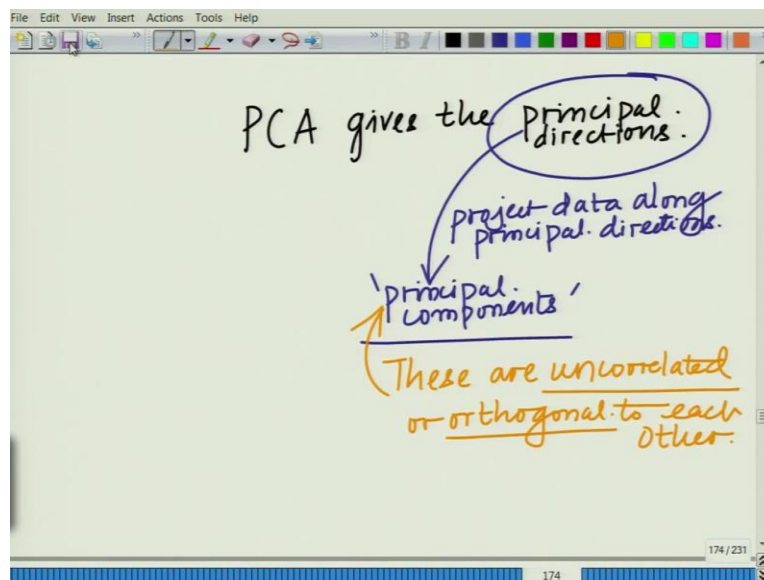 File Edit View Insert Actions Tools Help
B I
PCA gives the principal.
directions.
project data along
principal. directions.
'principal.
components'
These are uncorrelated
or orthogonal. to each
other.
174/231
174